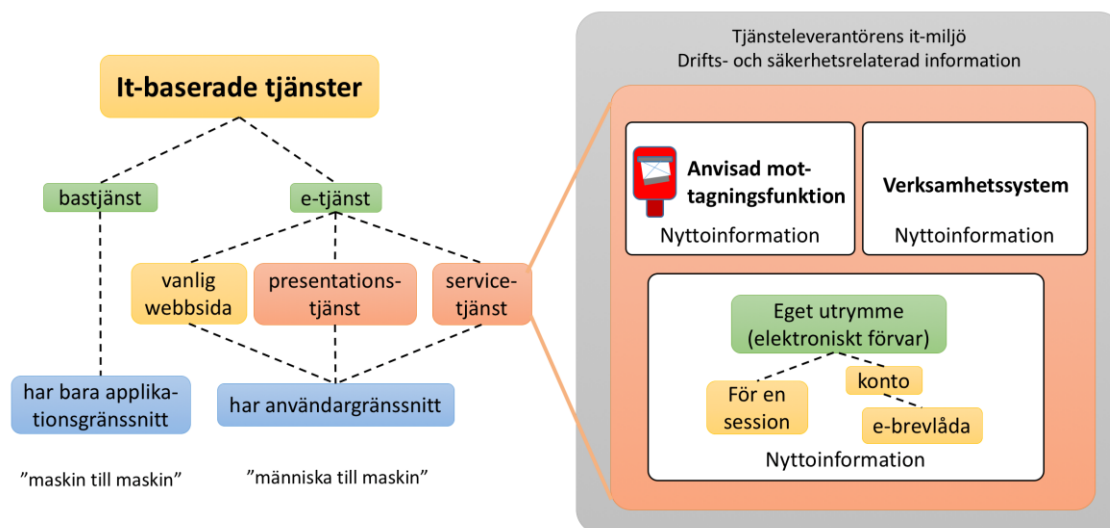 It-baserade tjänster
bastjänst
e-tjänst
vanlig
webbsida
presentations-
tjänst
service-
tjänst
har bara applika-
tionsgränssnitt
har användargränssnitt
”maskin till maskin”
”människa till maskin”
Tjänsteleverantörens it-miljö
Drifts- och säkerhetsrelaterad information
Anvisad mot-
tagningsfunktion
Nyttoinformation
Verksamhetssystem
Nyttoinformation
Eget utrymme
(elektroniskt förvar)
För en
session
konto
e-brevlåda
Nyttoinformation